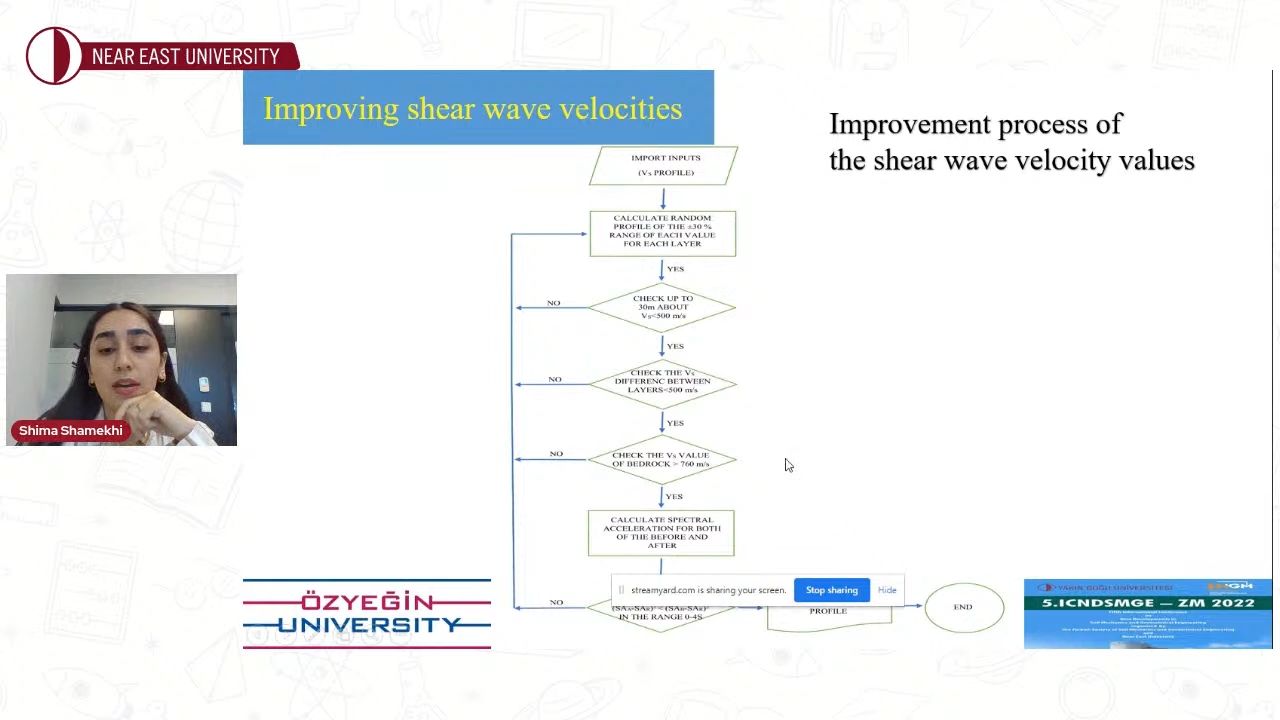 NEAR EAST UNIVERSITY
Improving shear wave velocities
Improvement process of
the shear wave velocity values
IMPORT INPUTS
(Vs PROFILE)
CALCULATE RANDOM
PROFILE OF THE ±30 %
RANGE OF EACH VALUE
FOR EACH LAYER
YES
CHECK UP TO
30m ABOUT
Vs<500 m/s
NO
YES
CHECK THE Vs
DIFFERENC BETWEEN
LAYERS<500 m/s
NO
YES
CHECK THE Vs VALUE
OF BEDROCK > 760 m/s
NO
YES
CALCULATE SPECTRAL
ACCELERATION FOR BOTH
OF THE BEFORE AND
AFTER
NO
IN THE RANGE 0-4S
PROFILE
END
streamyard.com is sharing your screen.
Stop sharing
Hide
Shima Shamekhi
ÖZYEĞİN
UNIVERSITY
YAKIN DOĞU ÜNİVERSİTESİ
5.ICNDSMGE – ZM 2022